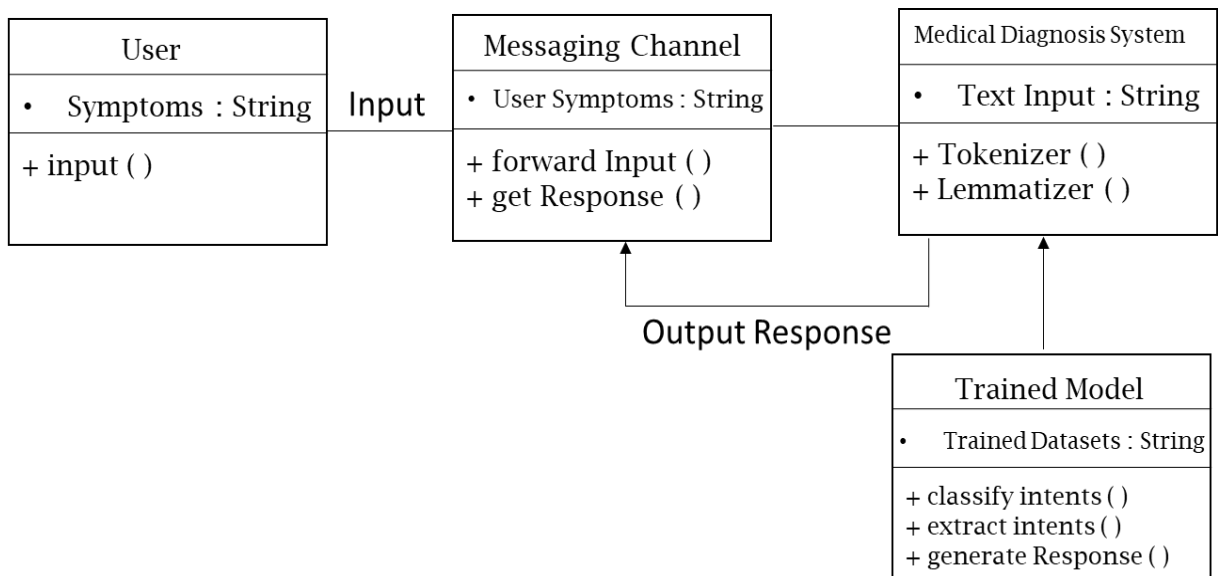 User
• Symptoms : String
+ input ( )
Input
Messaging Channel
• User Symptoms : String
+ forward Input ( )
+ get Response ( )
Medical Diagnosis System
• Text Input : String
+ Tokenizer ( )
+ Lemmatizer ( )
Output Response
Trained Model
• Trained Datasets : String
+ classify intents ( )
+ extract intents ( )
+ generate Response ( )